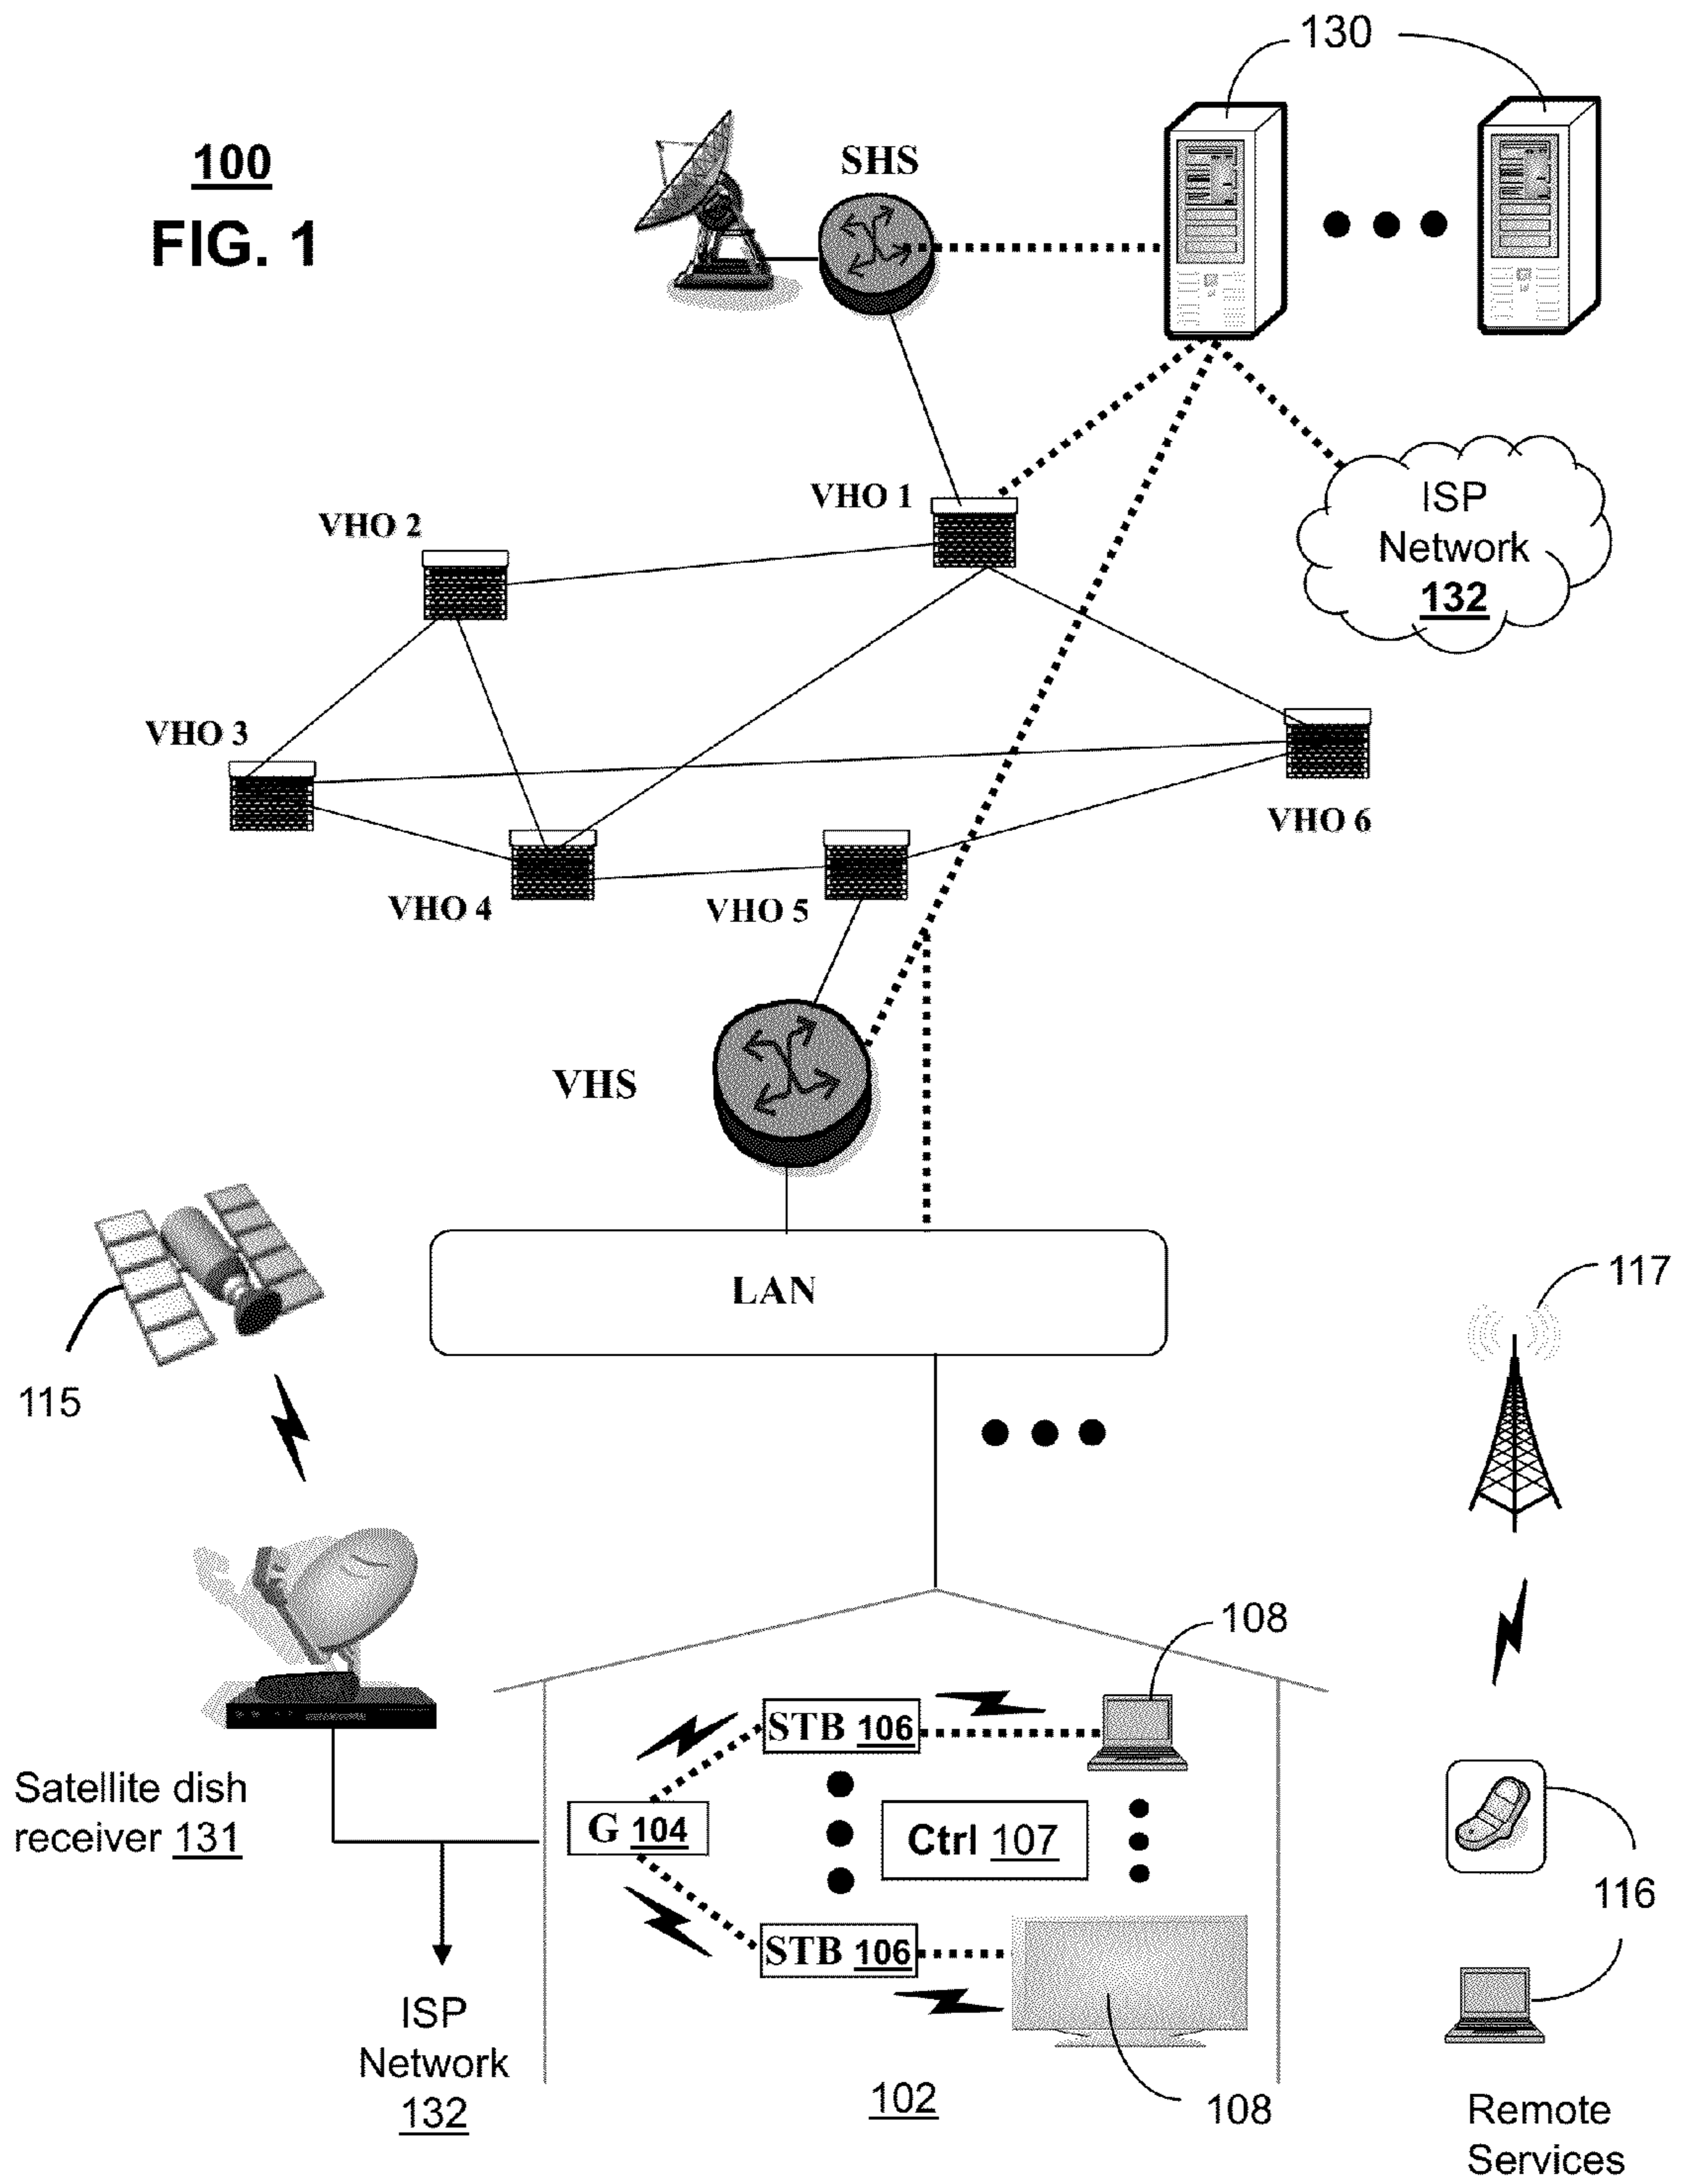 130
100
FIG. 1
SHS
VHO 1
ISP
Network
132
VHO 2
VHO 3
VHO 6
VHO 4
VHO 5
VHS
LAN
117
115
108
STB 106
Satellite dish
receiver 131
G 104
Ctrl 107
116
STB 106
ISP
Network
132
102
108
Remote
Services